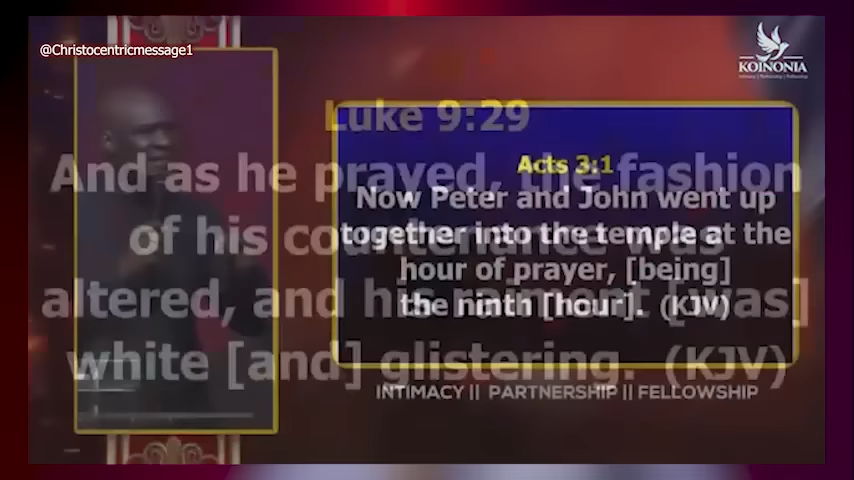 @Christocentricmessage1
KOINONIA
Luke 9:29
And as he prayed, the fashion
of his countenance was
altered, and his raiment [was]
white [and] glistering. (KJV)
Acts 3:1
Now Peter and John went up
together into the temple at the
hour of prayer, [being]
the ninth [hour]. (KJV)
INTIMACY || PARTNERSHIP || FELLOWSHIP